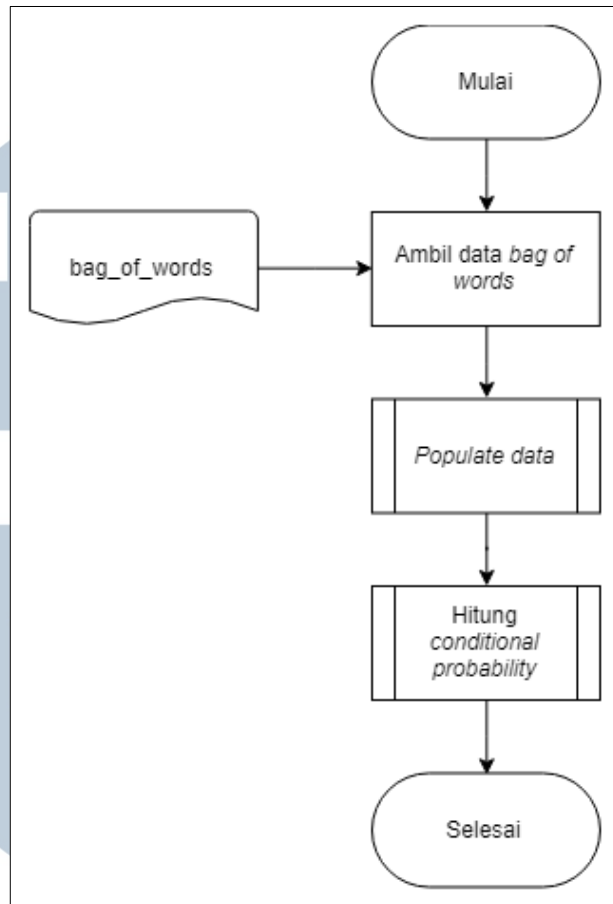 Mulai
bag_of_words
Ambil data bag of
words
Populate data
Hitung
conditional
probability
Selesai